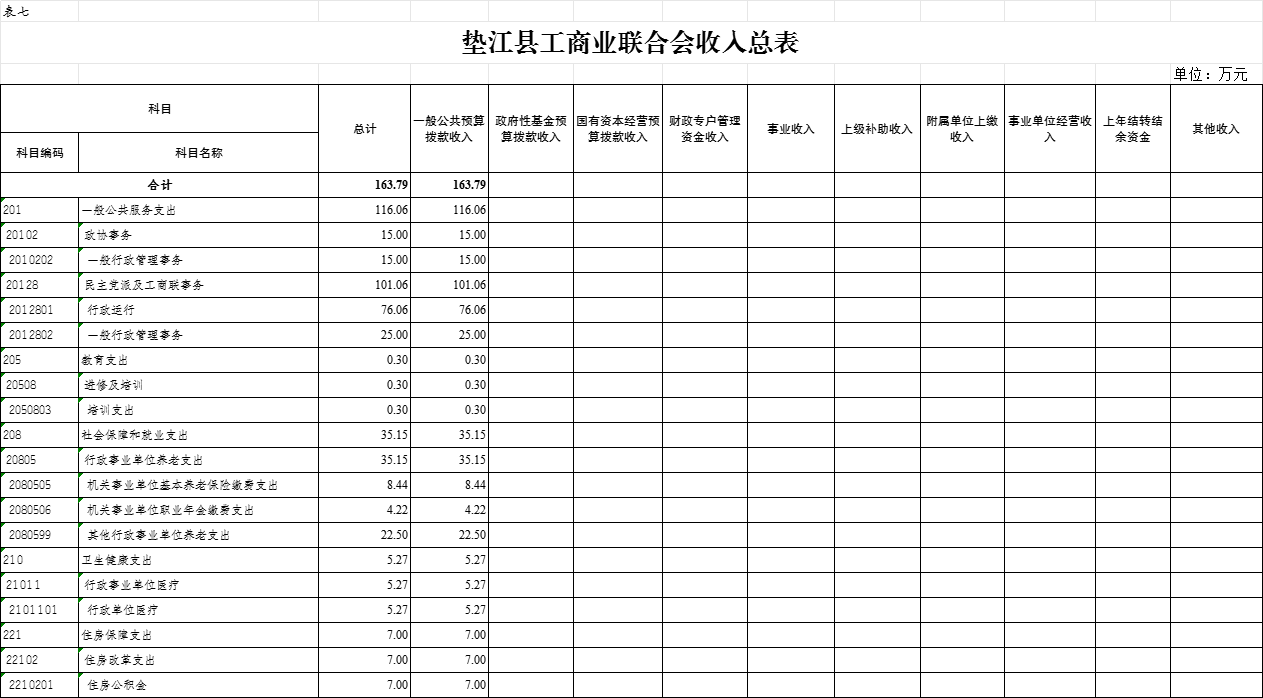 表七
垫江县工商业联合会收入总表
单位：万元
科目 总计 一般公共预算拨款收入 政府性基金预算拨款收入 国有资本经营预算拨款收入 财政专户管理资金收入 事业收入 上级补助收入 附属单位上缴收入 事业单位经营收入 上年结转结余资金 其他收入
科目编码 科目名称
合计 163.79 163.79
201 一般公共服务支出 116.06 116.06
20102 政协事务 15.00 15.00
2010202 一般行政管理事务 15.00 15.00
20128 民主党派及工商联事务 101.06 101.06
2012801 行政运行 76.06 76.06
2012802 一般行政管理事务 25.00 25.00
205 教育支出 0.30 0.30
20508 进修及培训 0.30 0.30
2050803 培训支出 0.30 0.30
208 社会保障和就业支出 35.15 35.15
20805 行政事业单位养老支出 35.15 35.15
2080505 机关事业单位基本养老保险缴费支出 8.44 8.44
2080506 机关事业单位职业年金缴费支出 4.22 4.22
2080599 其他行政事业单位养老支出 22.50 22.50
210 卫生健康支出 5.27 5.27
21011 行政事业单位医疗 5.27 5.27
2101101 行政单位医疗 5.27 5.27
221 住房保障支出 7.00 7.00
22102 住房改革支出 7.00 7.00
2210201 住房公积金 7.00 7.00